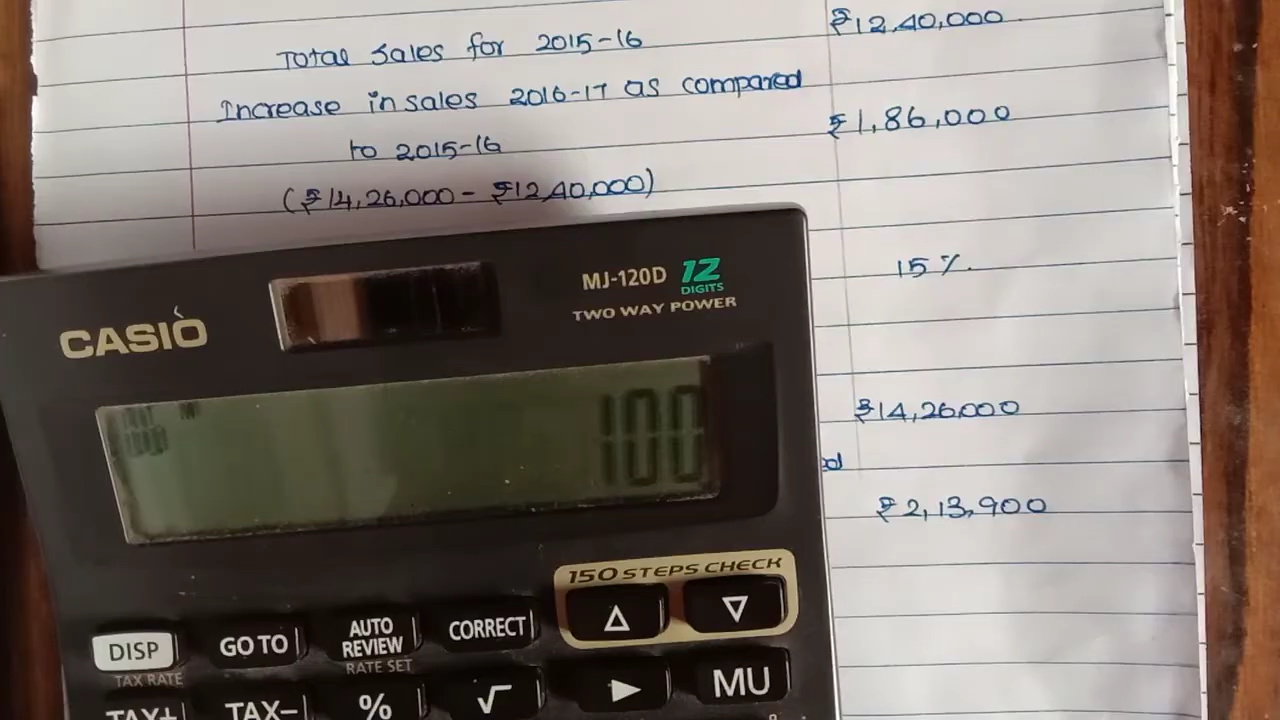 Total Sales for 2015-16 ₹12,40,000
Increase in sales 2016-17 as compared
to 2015-16 ₹1,86,000
(₹14,26,000 - ₹12,40,000)
15 %.
₹14,26,000
₹2,13,900
CASIO
MJ-120D 12
DIGITS
TWO WAY POWER
100
150 STEPS CHECK
DISP GO TO AUTO REVIEW CORRECT △ ▽
TAX RATE RATE SET
TAX+ TAX- % √ ▶ MU